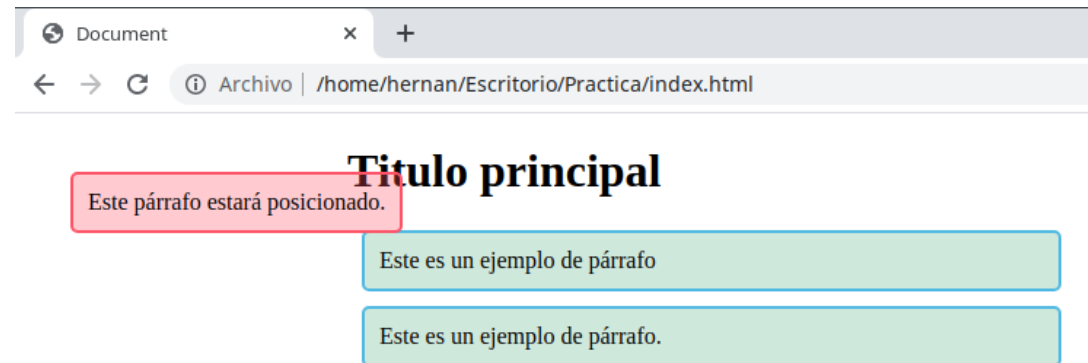 Document
Archivo /home/hernan/Escritorio/Practica/index.html
Titulo principal
Este párrafo estará posicionado.
Este es un ejemplo de párrafo
Este es un ejemplo de párrafo.